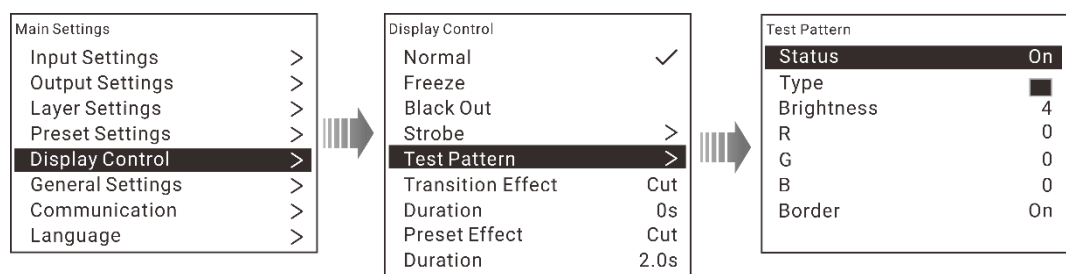 Main Settings
Input Settings >
Output Settings >
Layer Settings >
Preset Settings >
Display Control >
General Settings >
Communication >
Language >
Display Control
Normal ✓
Freeze
Black Out
Strobe >
Test Pattern >
Transition Effect Cut
Duration 0s
Preset Effect Cut
Duration 2.0s
Test Pattern
Status On
Type
Brightness 4
R 0
G 0
B 0
Border On